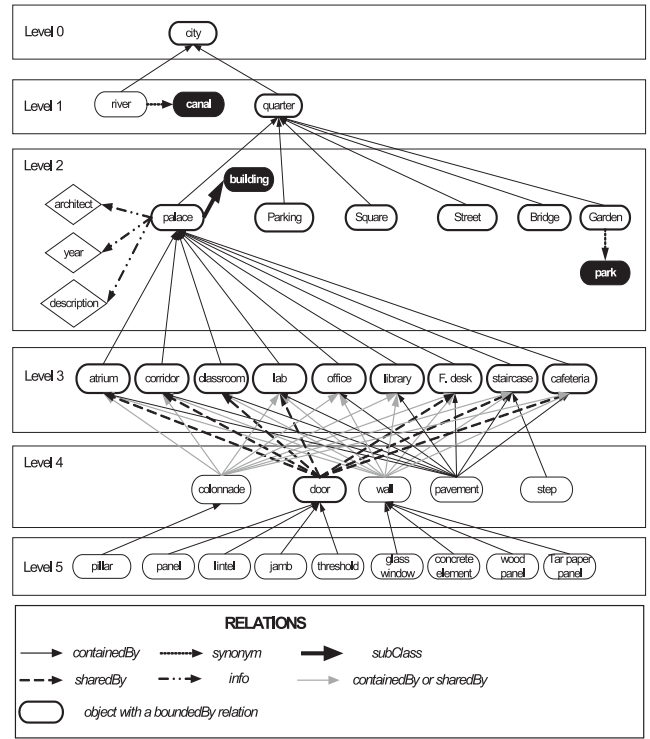 Level 0
city
Level 1
river
canal
quarter
Level 2
building
architect
palace
Parking
Square
Street
Bridge
Garden
year
park
description
Level 3
atrium
corridor
classroom
lab
office
library
F. desk
staircase
cafeteria
Level 4
colonnade
door
wall
pavement
step
Level 5
pillar
panel
lintel
jamb
threshold
glass
window
concrete
element
wood
panel
Tar paper
panel
RELATIONS
containedBy
synonym
subClass
sharedBy
info
containedBy or sharedBy
object with a boundedBy relation